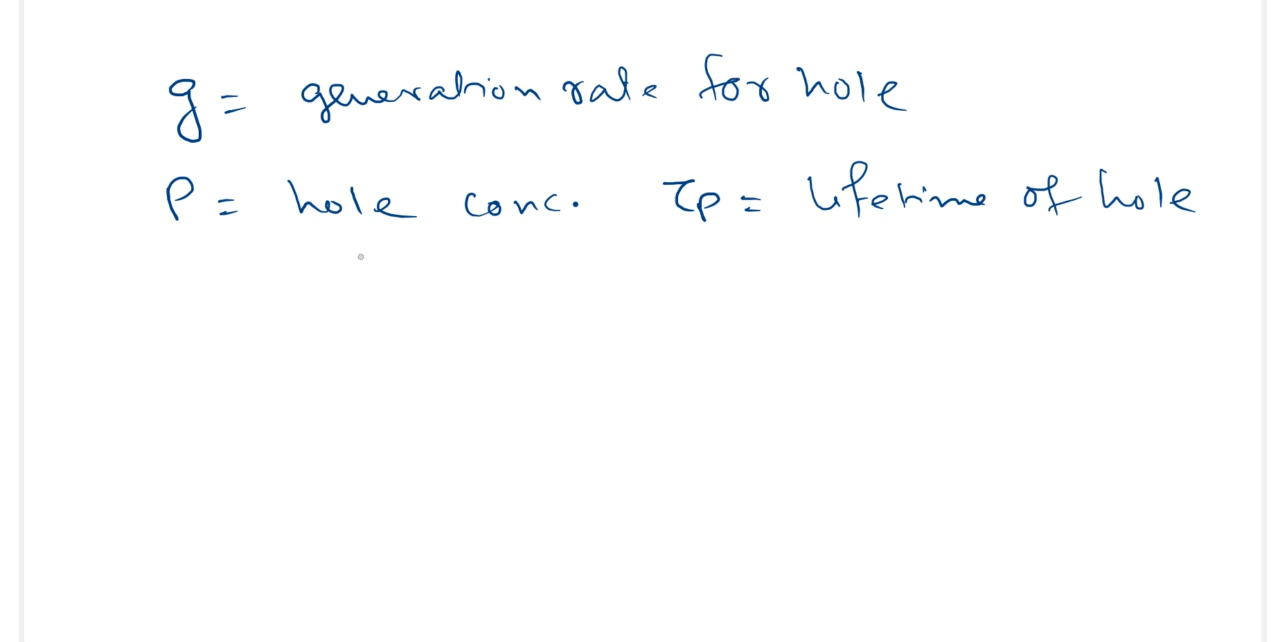 g = generation rate for hole
P = hole conc. τp = lifetime of hole